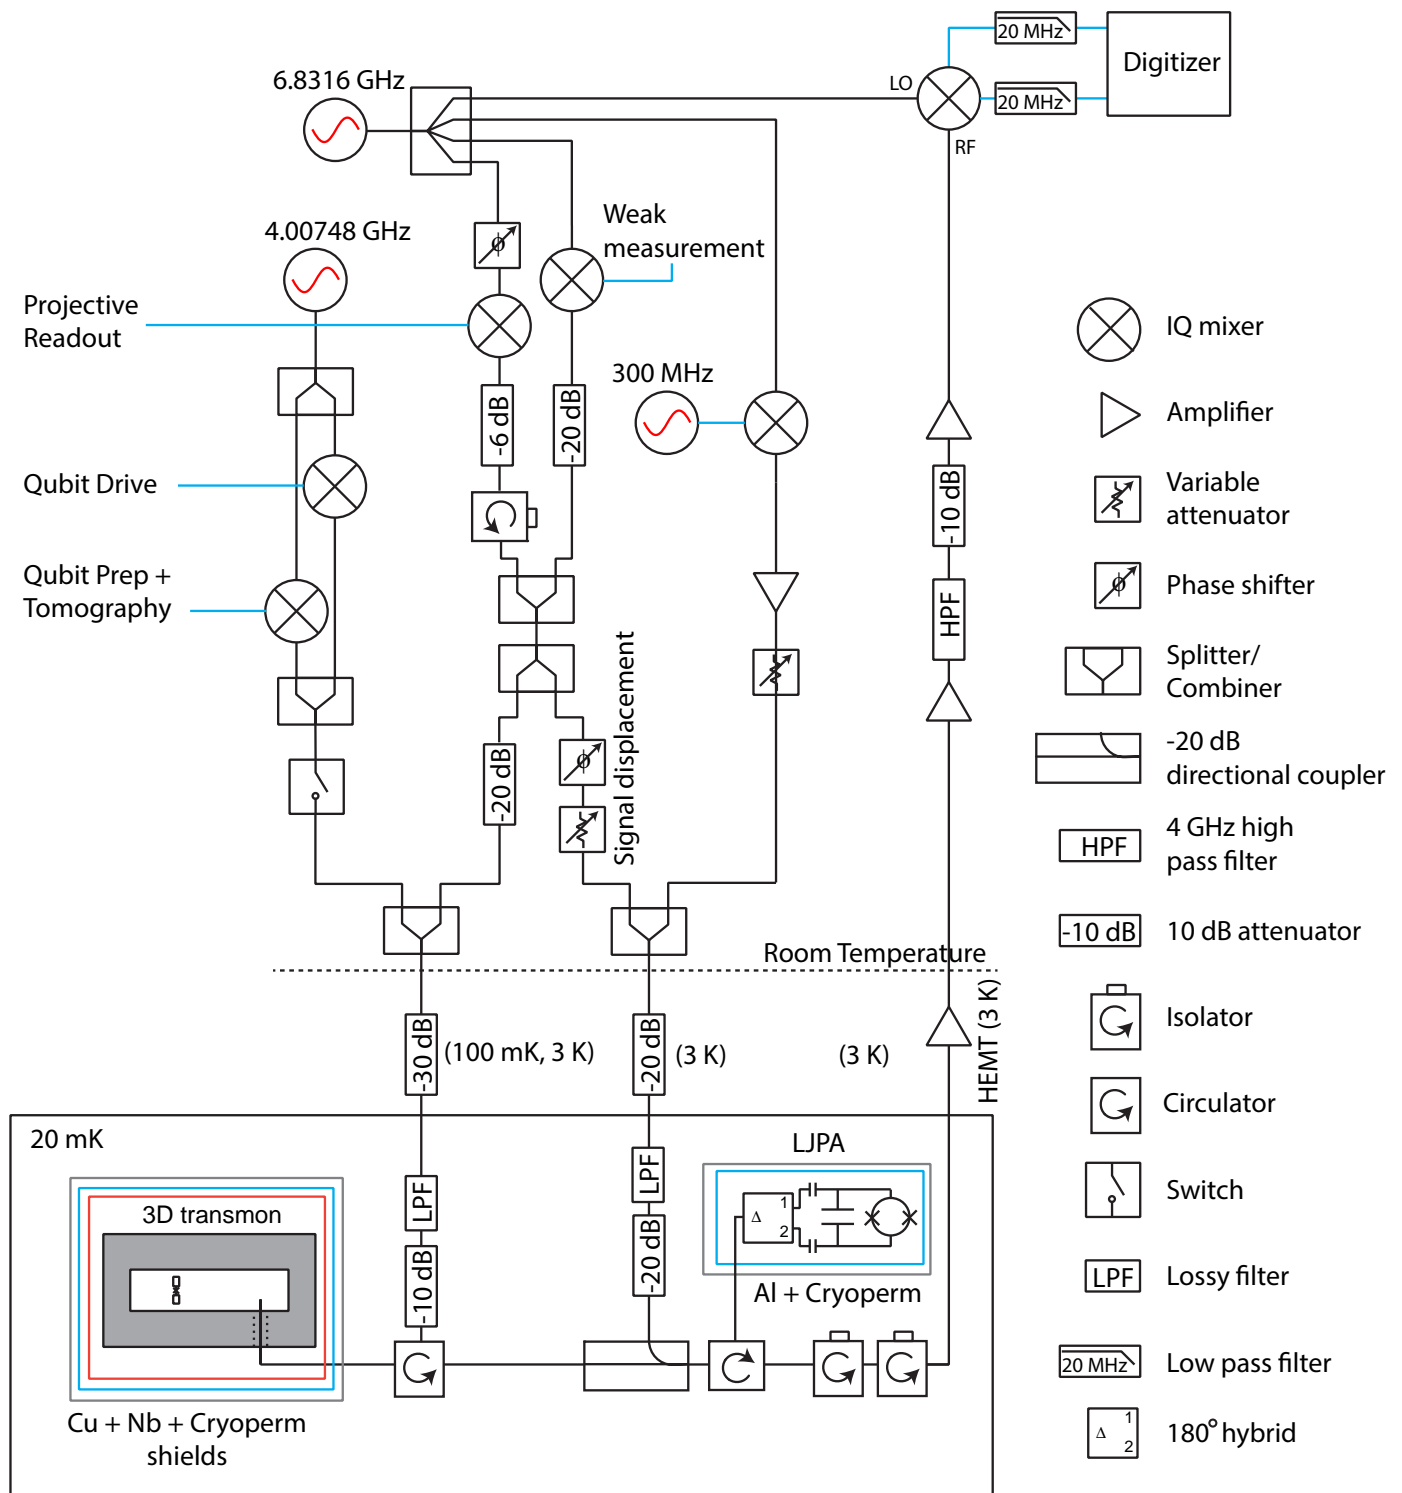 20 MHz
Digitizer
6.8316 GHz
LO
20 MHz
RF
Weak
measurement
4.00748 GHz
ϕ
Projective
Readout
IQ mixer
300 MHz
-6 dB
-20 dB
Amplifier
Qubit Drive
-10 dB
Variable
attenuator
Qubit Prep +
Tomography
ϕ
Phase shifter
HPF
Splitter/
Combiner
Signal displacement
-20 dB
ϕ
-20 dB
directional coupler
HPF
4 GHz high
pass filter
-10 dB
10 dB attenuator
Room Temperature
-30 dB
(100 mK, 3 K)
-20 dB
(3 K)
(3 K)
HEMT (3 K)
Isolator
Circulator
20 mK
LJPA
LPF
LPF
Switch
3D transmon
Δ
1
2
-10 dB
-20 dB
LPF
Lossy filter
Al + Cryoperm
20 MHz
Low pass filter
Cu + Nb + Cryoperm
shields
Δ
1
2
180° hybrid